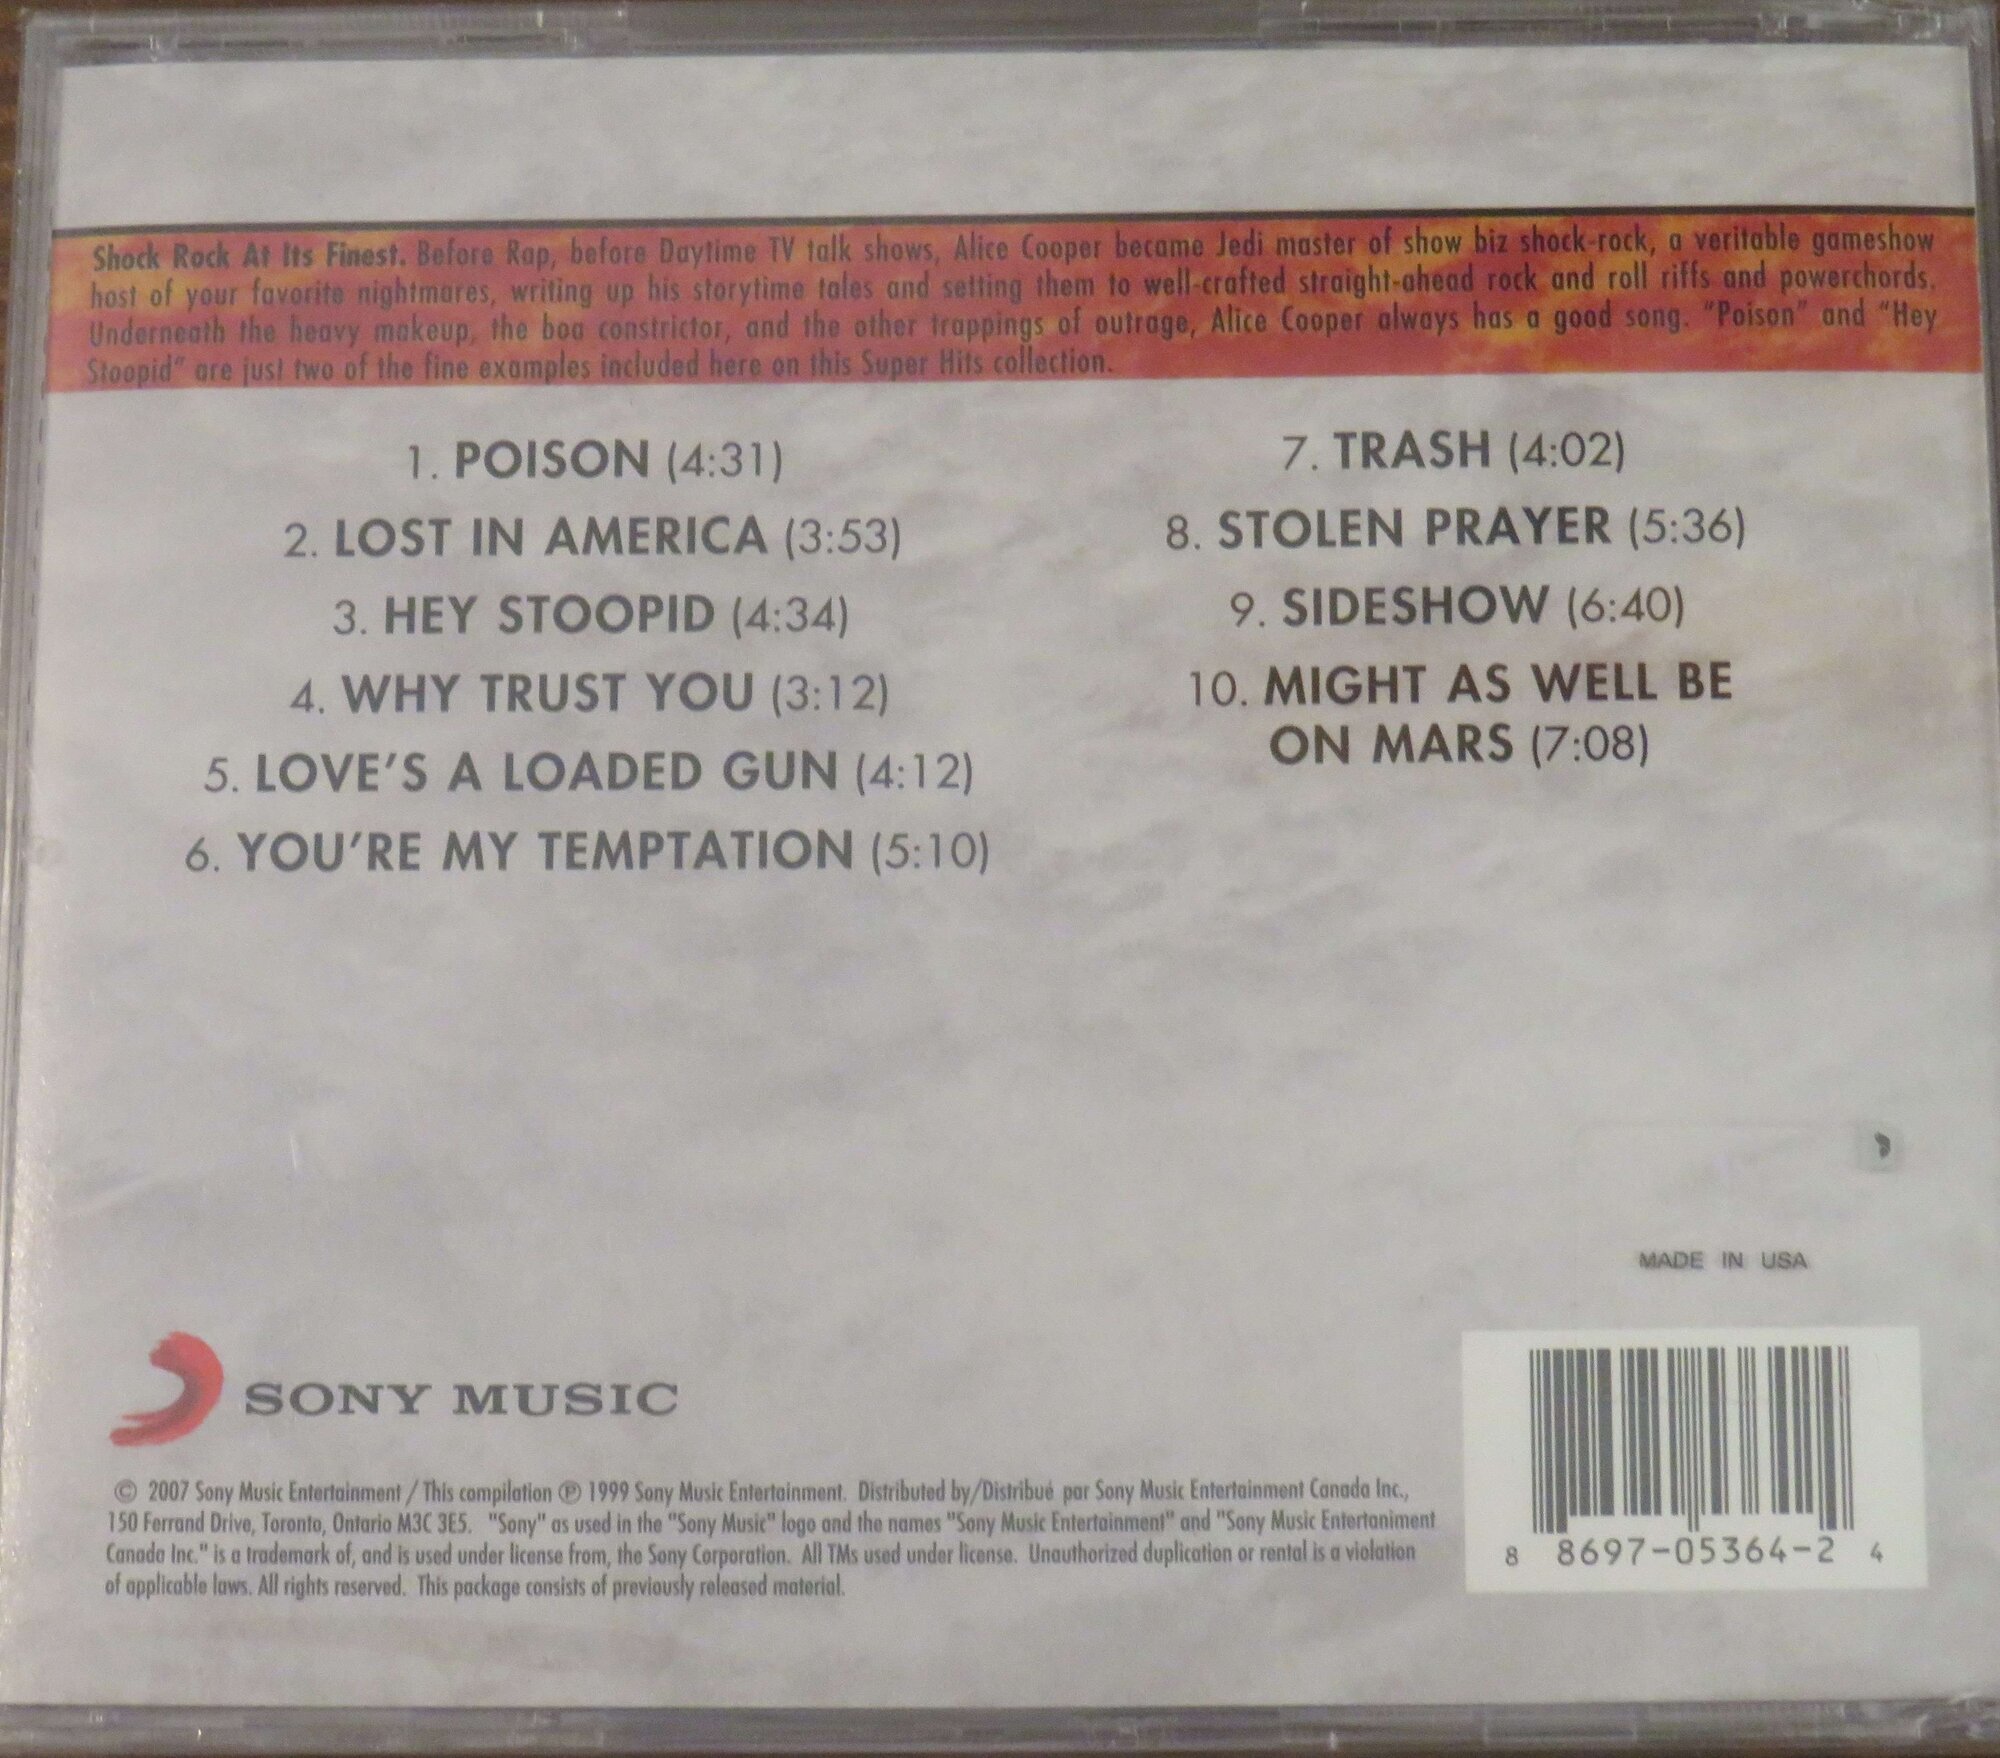 Shock Rock At Its Finest. Before Rap, before Daytime TV talk shows, Alice Cooper became Jedi master of show biz shock-rock, a veritable gameshow
host of your favorite nightmares, writing up his storytime tales and setting them to well-crafted straight-ahead rock and roll riffs and powerchords.
Underneath the heavy makeup, the boa constrictor, and the other trappings of outrage, Alice Cooper always has a good song. "Poison" and "Hey
Stoopid" are just two of the fine examples included here on this Super Hits collection.
1. POISON (4:31)
2. LOST IN AMERICA (3:53)
3. HEY STOOPID (4:34)
4. WHY TRUST YOU (3:12)
5. LOVE'S A LOADED GUN (4:12)
6. YOU'RE MY TEMPTATION (5:10)
7. TRASH (4:02)
8. STOLEN PRAYER (5:36)
9. SIDESHOW (6:40)
10. MIGHT AS WELL BE
ON MARS (7:08)
MADE IN USA
SONY MUSIC
© 2007 Sony Music Entertainment / This compilation ℗ 1999 Sony Music Entertainment. Distributed by/Distribué par Sony Music Entertainment Canada Inc.,
150 Ferrand Drive, Toronto, Ontario M3C 3E5. "Sony" as used in the "Sony Music" logo and the names "Sony Music Entertainment" and "Sony Music Entertaniment
Canada Inc." is a trademark of, and is used under license from, the Sony Corporation. All TMs used under license. Unauthorized duplication or rental is a violation
of applicable laws. All rights reserved. This package consists of previously released material.
8 8697-05364-2 4